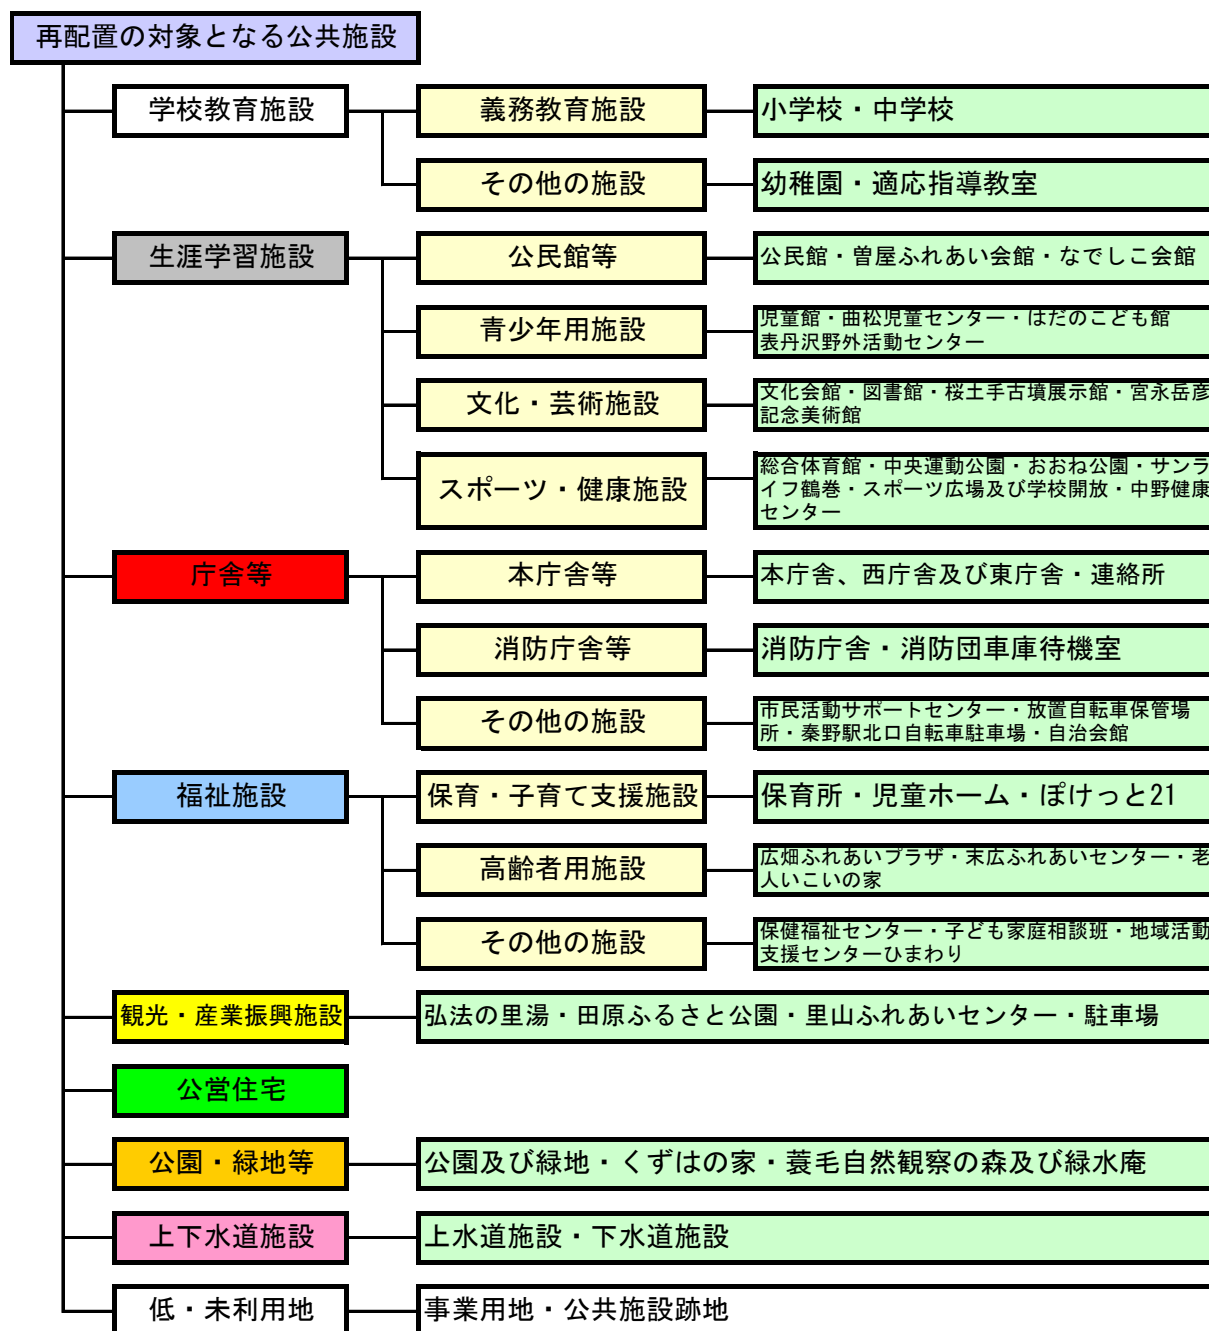 再配置の対象となる公共施設
学校教育施設
義務教育施設
小学校・中学校
その他の施設
幼稚園・適応指導教室
生涯学習施設
公民館等
公民館・曽屋ふれあい会館・なでしこ会館
青少年用施設
児童館・曲松児童センター・はだのこども館
表丹沢野外活動センター
文化・芸術施設
文化会館・図書館・桜土手古墳展示館・宮永岳彦
記念美術館
スポーツ・健康施設
総合体育館・中央運動公園・おおね公園・サンラ
イフ鶴巻・スポーツ広場及び学校開放・中野健康
センター
庁舎等
本庁舎等
本庁舎、西庁舎及び東庁舎・連絡所
消防庁舎等
消防庁舎・消防団車庫待機室
その他の施設
市民活動サポートセンター・放置自転車保管場
所・秦野駅北口自転車駐車場・自治会館
福祉施設
保育・子育て支援施設
保育所・児童ホーム・ぽけっと21
高齢者用施設
広畑ふれあいプラザ・末広ふれあいセンター・老
人いこいの家
その他の施設
保健福祉センター・子ども家庭相談班・地域活動
支援センターひまわり
観光・産業振興施設
弘法の里湯・田原ふるさと公園・里山ふれあいセンター・駐車場
公営住宅
公園・緑地等
公園及び緑地・くずはの家・蓑毛自然観察の森及び緑水庵
上下水道施設
上水道施設・下水道施設
低・未利用地
事業用地・公共施設跡地